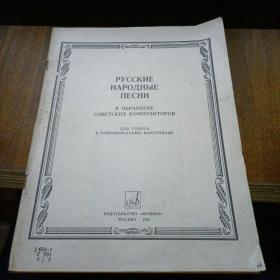 РУССКИЕ
НАРОДНЫЕ
ПЕСНИ
В ОБРАБОТКЕ
СОВЕТСКИХ КОМПОЗИТОРОВ
ДЛЯ ГОЛОСА
В СОПРОВОЖДЕНИИ ФОРТЕПИАНО
ИЗДАТЕЛЬСТВО «МУЗЫКА»
МОСКВА